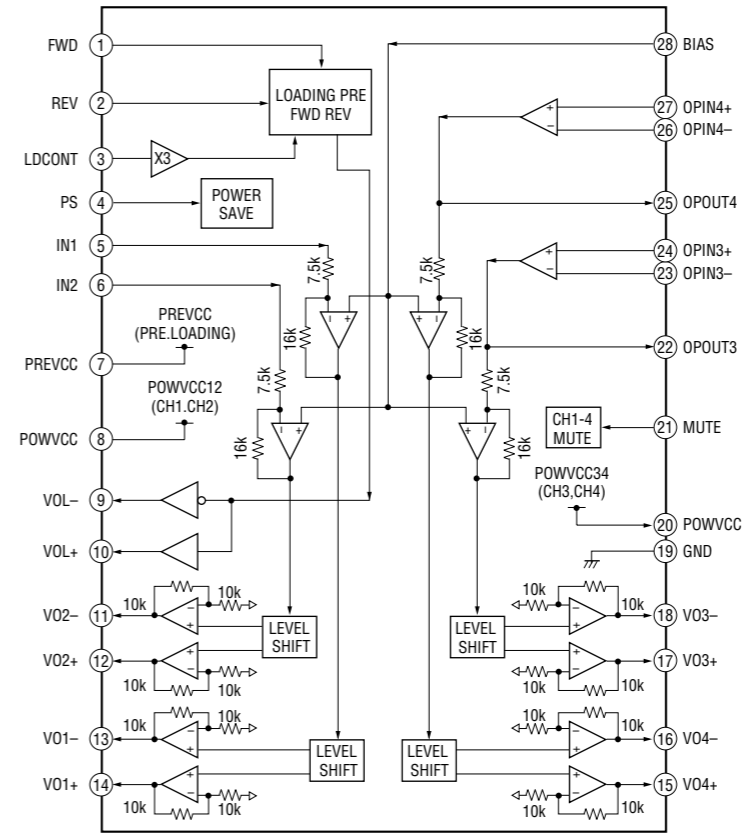 FWD 1
REV 2
LDCONT 3
PS 4
IN1 5
IN2 6
PREVCC 7
POWVCC 8
VOL− 9
VOL+ 10
VO2− 11
VO2+ 12
VO1− 13
VO1+ 14
LOADING PRE
FWD REV
X3
POWER
SAVE
PREVCC
(PRE.LOADING)
POWVCC12
(CH1.CH2)
7.5k
16k
7.5k
16k
7.5k
16k
7.5k
16k
− +
+ −
− +
+ −
10k
10k
−
+
LEVEL
SHIFT
+
−
10k
10k
10k
10k
−
+
LEVEL
SHIFT
+
−
10k
10k
28 BIAS
27 OPIN4+
26 OPIN4−
25 OPOUT4
24 OPIN3+
23 OPIN3−
22 OPOUT3
21 MUTE
20 POWVCC
19 GND
18 VO3−
17 VO3+
16 VO4−
15 VO4+
+
−
+
−
CH1-4
MUTE
POWVCC34
(CH3,CH4)
10k
10k
−
+
LEVEL
SHIFT
+
−
10k
10k
10k
10k
−
+
LEVEL
SHIFT
+
−
10k
10k